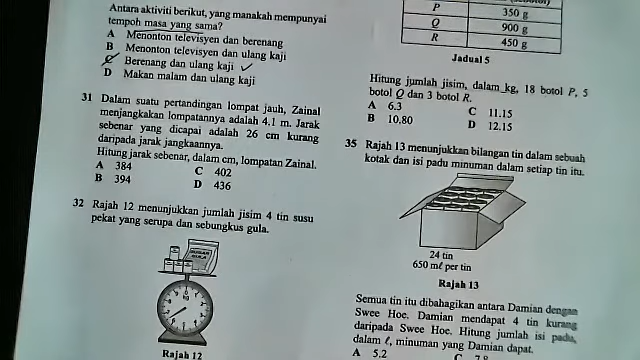 Antara aktiviti berikut, yang manakah mempunyai
tempoh masa yang sama?
A Menonton televisyen dan berenang
B Menonton televisyen dan ulang kaji
C Berenang dan ulang kaji
D Makan malam dan ulang kaji
31 Dalam suatu pertandingan lompat jauh, Zainal
menjangkakan lompatannya adalah 4.1 m. Jarak
sebenar yang dicapai adalah 26 cm kurang
daripada jarak jangkaannya.
Hitung jarak sebenar, dalam cm, lompatan Zainal.
A 384 C 402
B 394 D 436
32 Rajah 12 menunjukkan jumlah jisim 4 tin susu
pekat yang serupa dan sebungkus gula.
GULA
kg
Rajah 12
P 350 g
Q 900 g
R 450 g
Jadual 5
Hitung jumlah jisim, dalam kg, 18 botol P, 5
botol Q dan 3 botol R.
A 6.3 C 11.15
B 10.80 D 12.15
35 Rajah 13 menunjukkan bilangan tin dalam sebuah
kotak dan isi padu minuman dalam setiap tin itu.
24 tin
650 mℓ per tin
Rajah 13
Semua tin itu dibahagikan antara Damian dengan
Swee Hoe. Damian mendapat 4 tin kurang
daripada Swee Hoe. Hitung jumlah isi padu,
dalam ℓ, minuman yang Damian dapat.
A 5.2 C 7.8